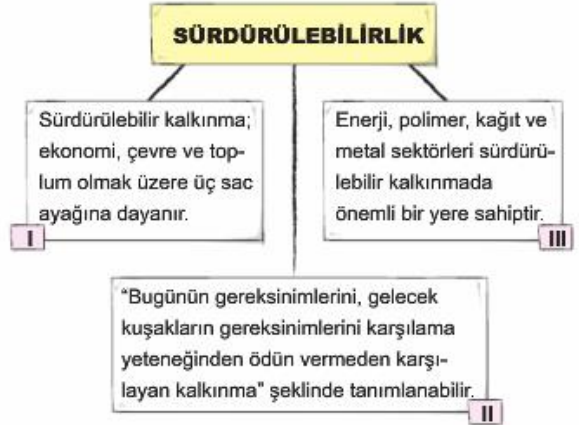 SÜRDÜRÜLEBİLİRLİK
Sürdürülebilir kalkınma;
ekonomi, çevre ve top-
lum olmak üzere üç sac
ayağına dayanır.
I
Enerji, polimer, kağıt ve
metal sektörleri sürdürü-
lebilir kalkınmada
önemli bir yere sahiptir.
III
“Bugünün gereksinimlerini, gelecek
kuşakların gereksinimlerini karşılama
yeteneğinden ödün vermeden karşı-
layan kalkınma" şeklinde tanımlanabilir.
II